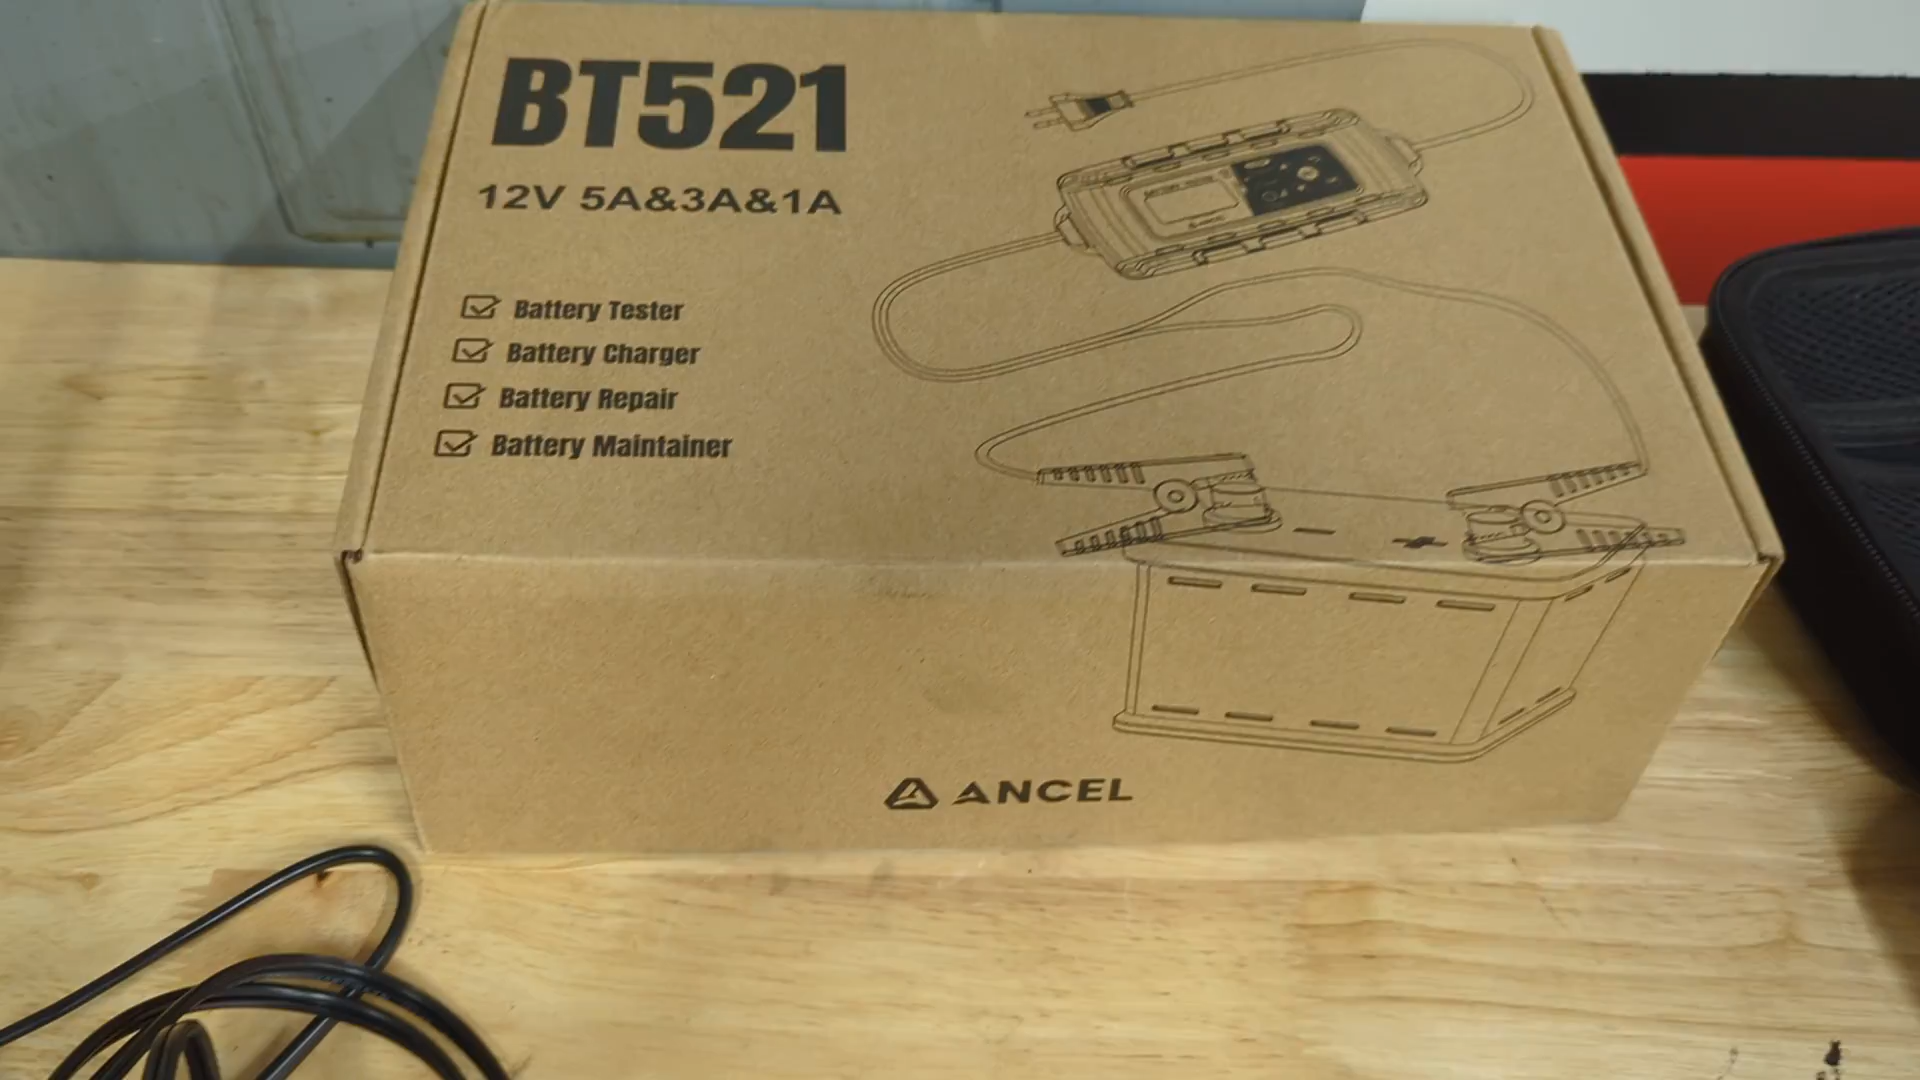 BT521
12V 5A&3A&1A
Battery Tester
Battery Charger
Battery Repair
Battery Maintainer
ANCEL